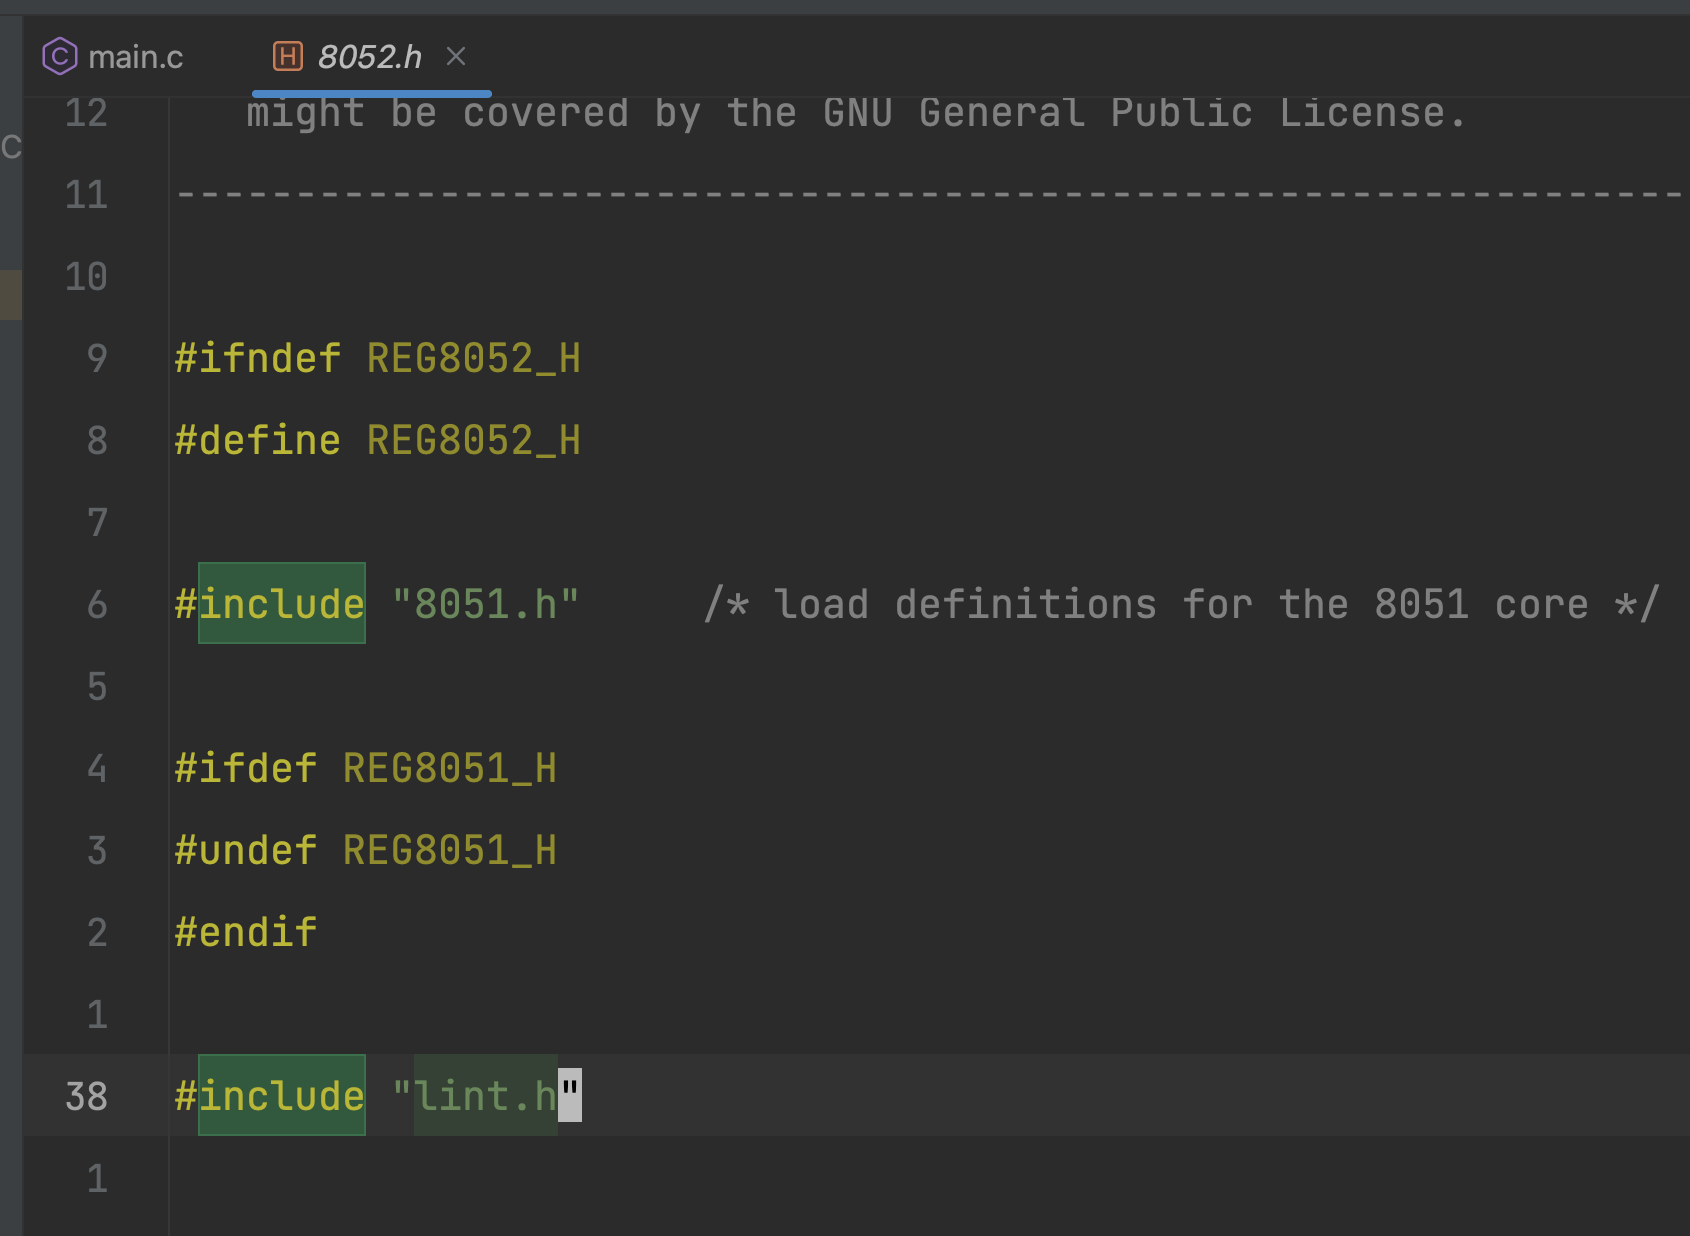 main.c 8052.h
12 might be covered by the GNU General Public License.
11 ---------------------------------------------------------------
10
9 #ifndef REG8052_H
8 #define REG8052_H
7
6 #include "8051.h" /* load definitions for the 8051 core */
5
4 #ifdef REG8051_H
3 #undef REG8051_H
2 #endif
1
38 #include "lint.h"
1